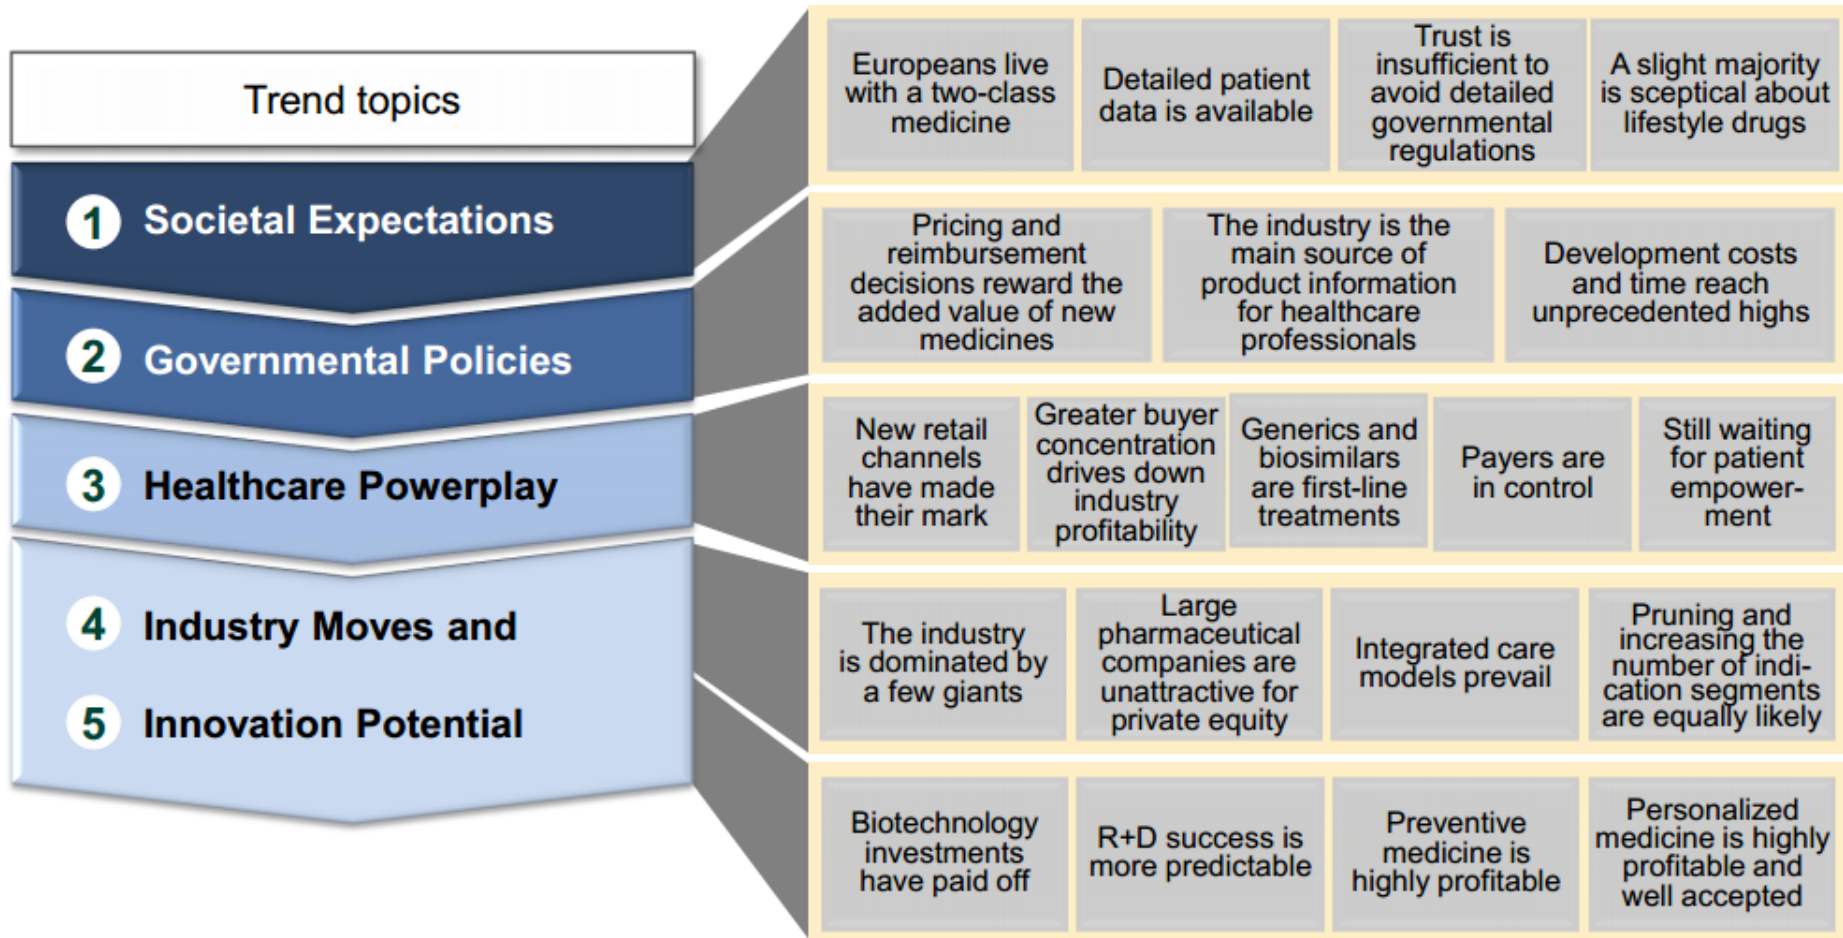 Trend topics
1 Societal Expectations
2 Governmental Policies
3 Healthcare Powerplay
4 Industry Moves and
5 Innovation Potential
Europeans live
with a two-class
medicine
Detailed patient
data is available
Trust is
insufficient to
avoid detailed
governmental
regulations
A slight majority
is sceptical about
lifestyle drugs
Pricing and
reimbursement
decisions reward the
added value of new
medicines
The industry is the
main source of
product information
for healthcare
professionals
Development costs
and time reach
unprecedented highs
New retail
channels
have made
their mark
Greater buyer
concentration
drives down
industry
profitability
Generics and
biosimilars
are first-line
treatments
Payers are
in control
Still waiting
for patient
empower-
ment
The industry
is dominated by
a few giants
Large
pharmaceutical
companies are
unattractive for
private equity
Integrated care
models prevail
Pruning and
increasing the
number of indi-
cation segments
are equally likely
Biotechnology
investments
have paid off
R+D success is
more predictable
Preventive
medicine is
highly profitable
Personalized
medicine is highly
profitable and
well accepted